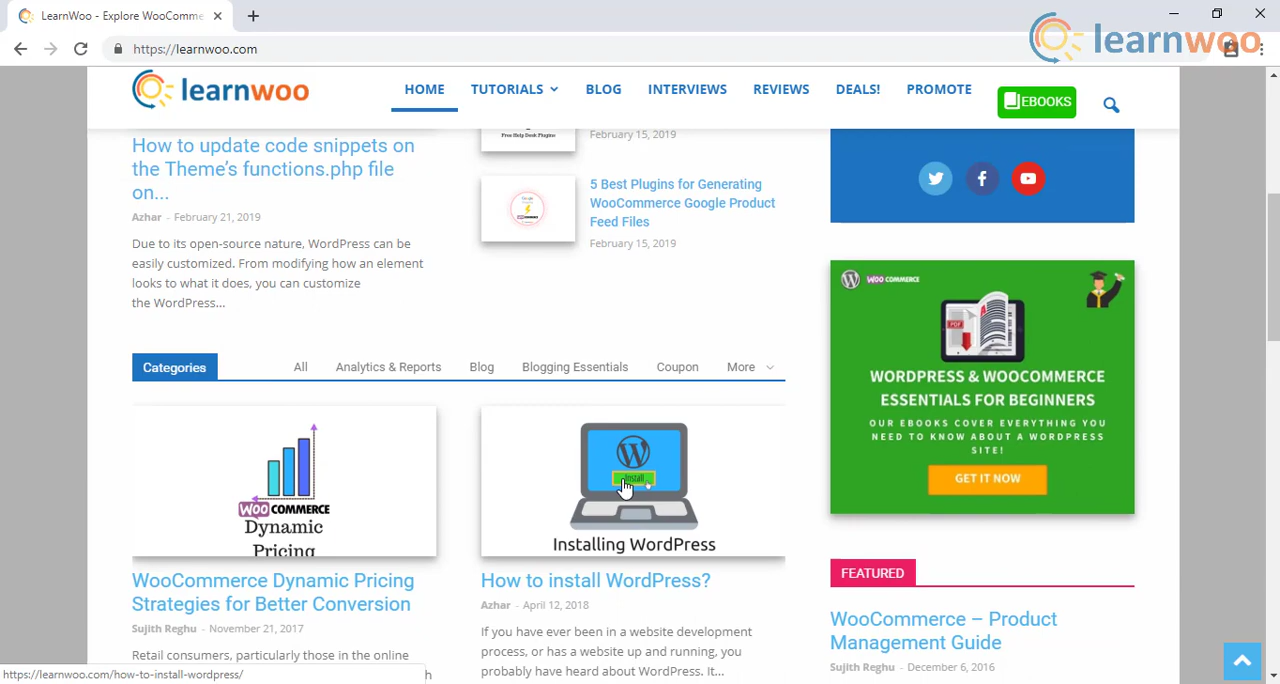 LearnWoo - Explore WooComme
https://learnwoo.com
learnwoo
learnwoo
HOME
TUTORIALS
BLOG
INTERVIEWS
REVIEWS
DEALS!
PROMOTE
EBOOKS
How to update code snippets on
the Theme's functions.php file
on...
Azhar - February 21, 2019
Due to its open-source nature, WordPress can be
easily customized. From modifying how an element
looks to what it does, you can customize
the WordPress...
Free Help Desk Plugins
February 15, 2019
5 Best Plugins for Generating
WooCommerce Google Product
Feed Files
February 15, 2019
WOO COMMERCE
PDF
WORDPRESS & WOOCOMMERCE
ESSENTIALS FOR BEGINNERS
OUR EBOOKS COVER EVERYTHING YOU
NEED TO KNOW ABOUT A WORDPRESS
SITE!
GET IT NOW
Categories
All
Analytics & Reports
Blog
Blogging Essentials
Coupon
More
WOO COMMERCE
Dynamic
Pricing
Install
Installing WordPress
WooCommerce Dynamic Pricing
Strategies for Better Conversion
Sujith Reghu - November 21, 2017
Retail consumers, particularly those in the online
How to install WordPress?
Azhar - April 12, 2018
If you have ever been in a website development
process, or has a website up and running, you
probably have heard about WordPress. It...
FEATURED
WooCommerce – Product
Management Guide
Sujith Reghu - December 6, 2016
https://learnwoo.com/how-to-install-wordpress/